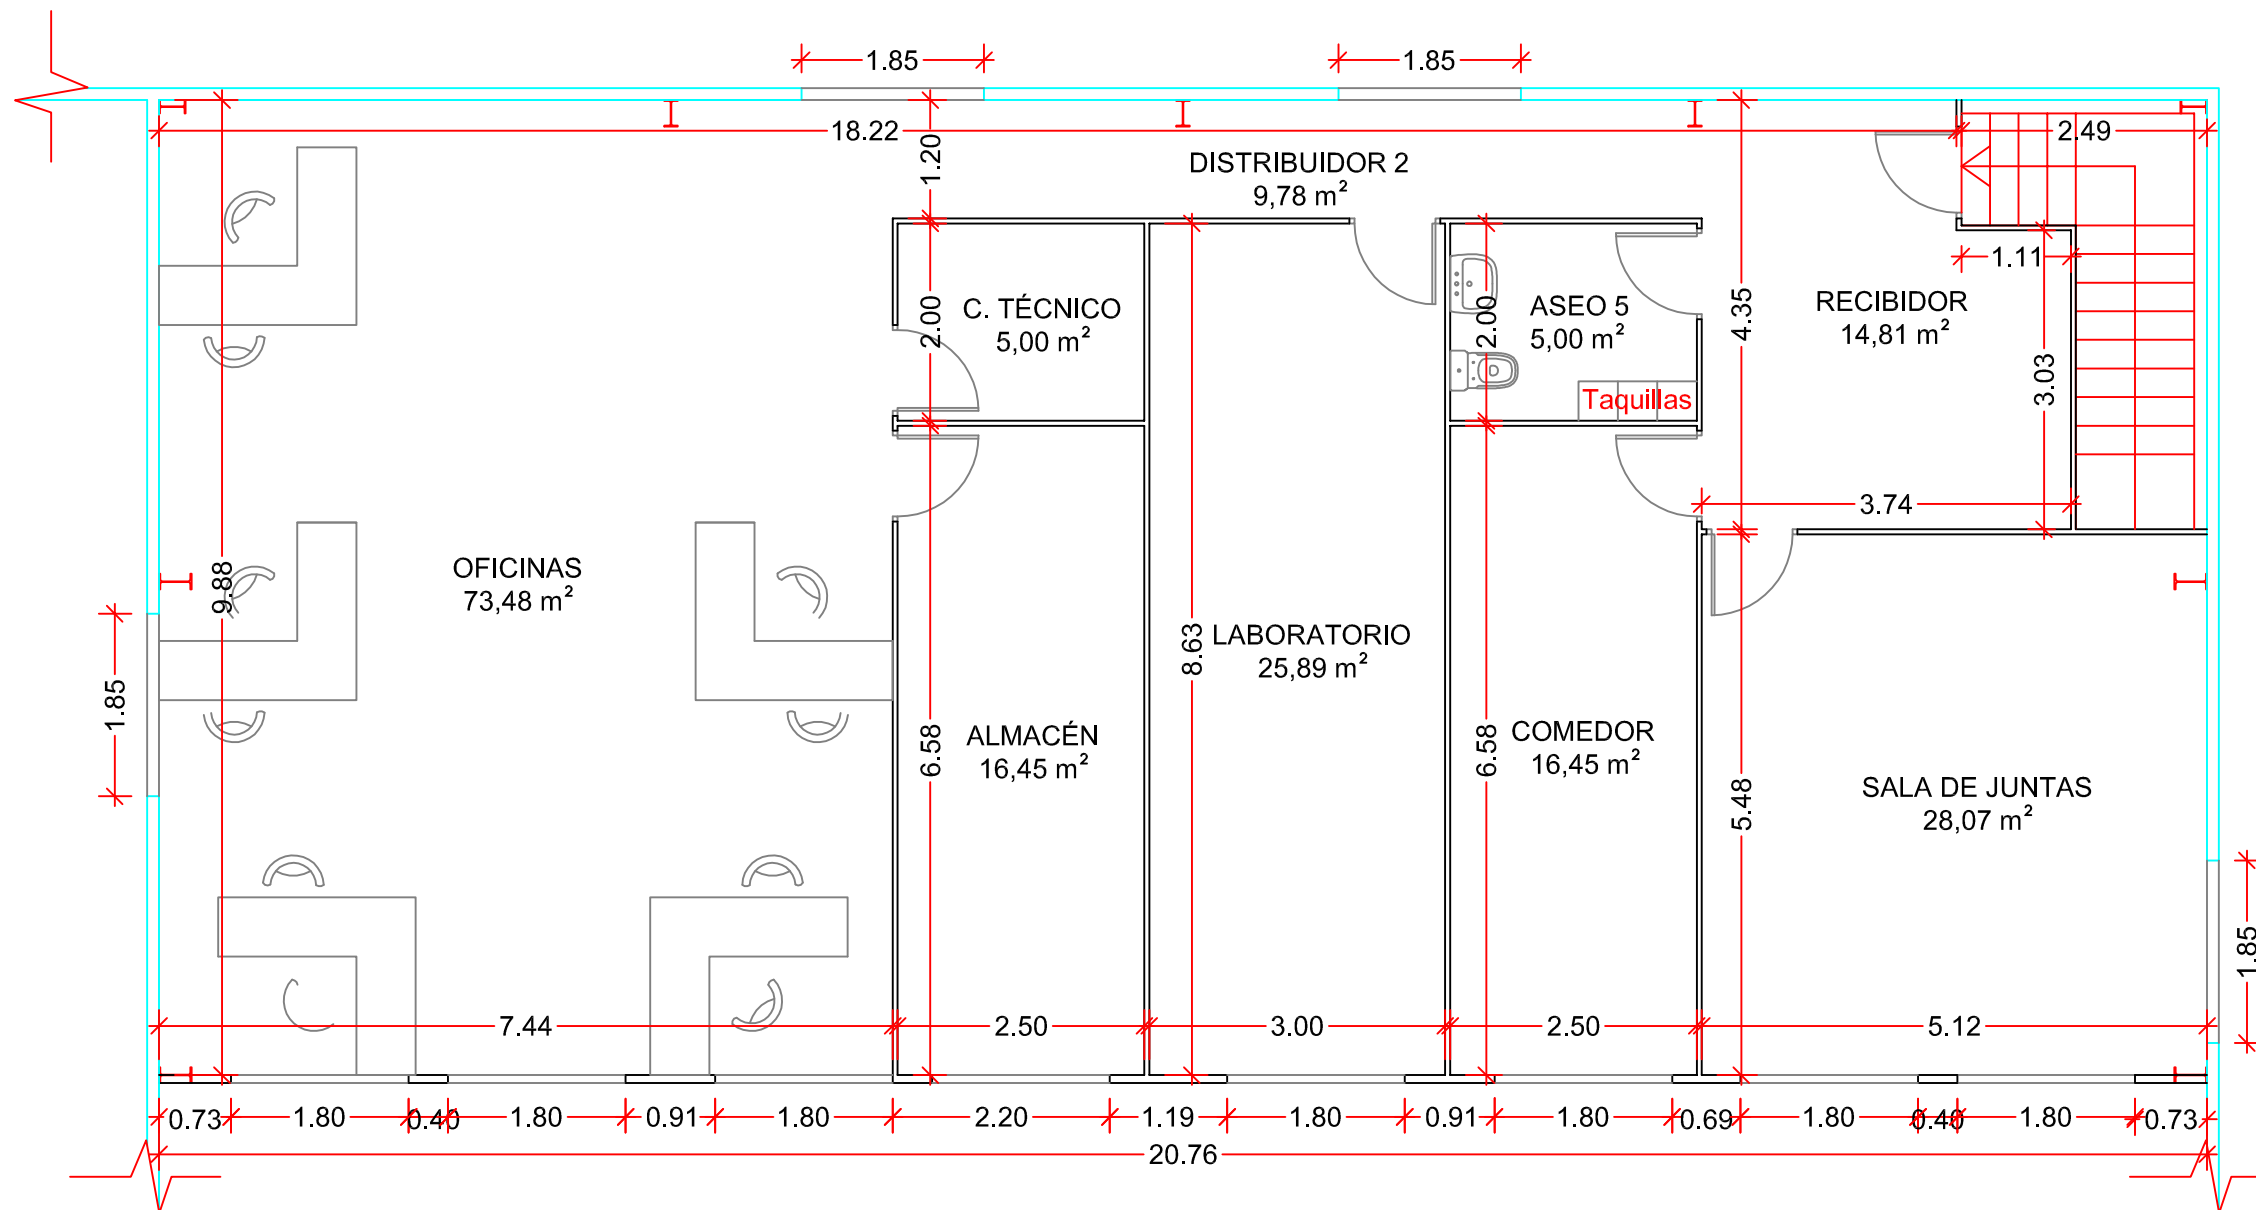 1.85
1.85
18.22
2.49
1.20
DISTRIBUIDOR 2
9,78 m²
1.11
C. TÉCNICO
5,00 m²
2.00
2.00
ASEO 5
5,00 m²
Taquillas
4.35
RECIBIDOR
14,81 m²
3.03
3.74
OFICINAS
73,48 m²
9.88
1.85
LABORATORIO
25,89 m²
8.63
ALMACÉN
16,45 m²
6.58
COMEDOR
16,45 m²
6.58
SALA DE JUNTAS
28,07 m²
5.48
1.85
7.44
2.50
3.00
2.50
5.12
0.73
1.80
0.40
1.80
0.91
1.80
2.20
1.19
1.80
0.91
1.80
0.69
1.80
0.40
1.80
0.73
20.76